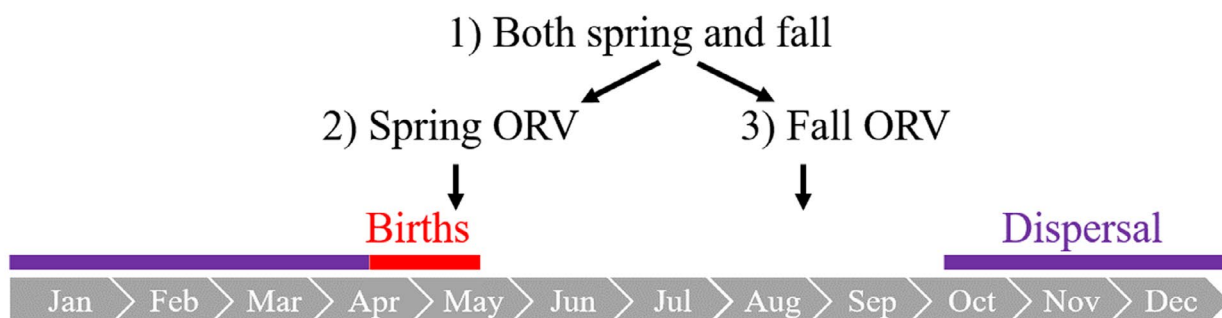 1) Both spring and fall
2) Spring ORV 3) Fall ORV
Births Dispersal
Jan Feb Mar Apr May Jun Jul Aug Sep Oct Nov Dec